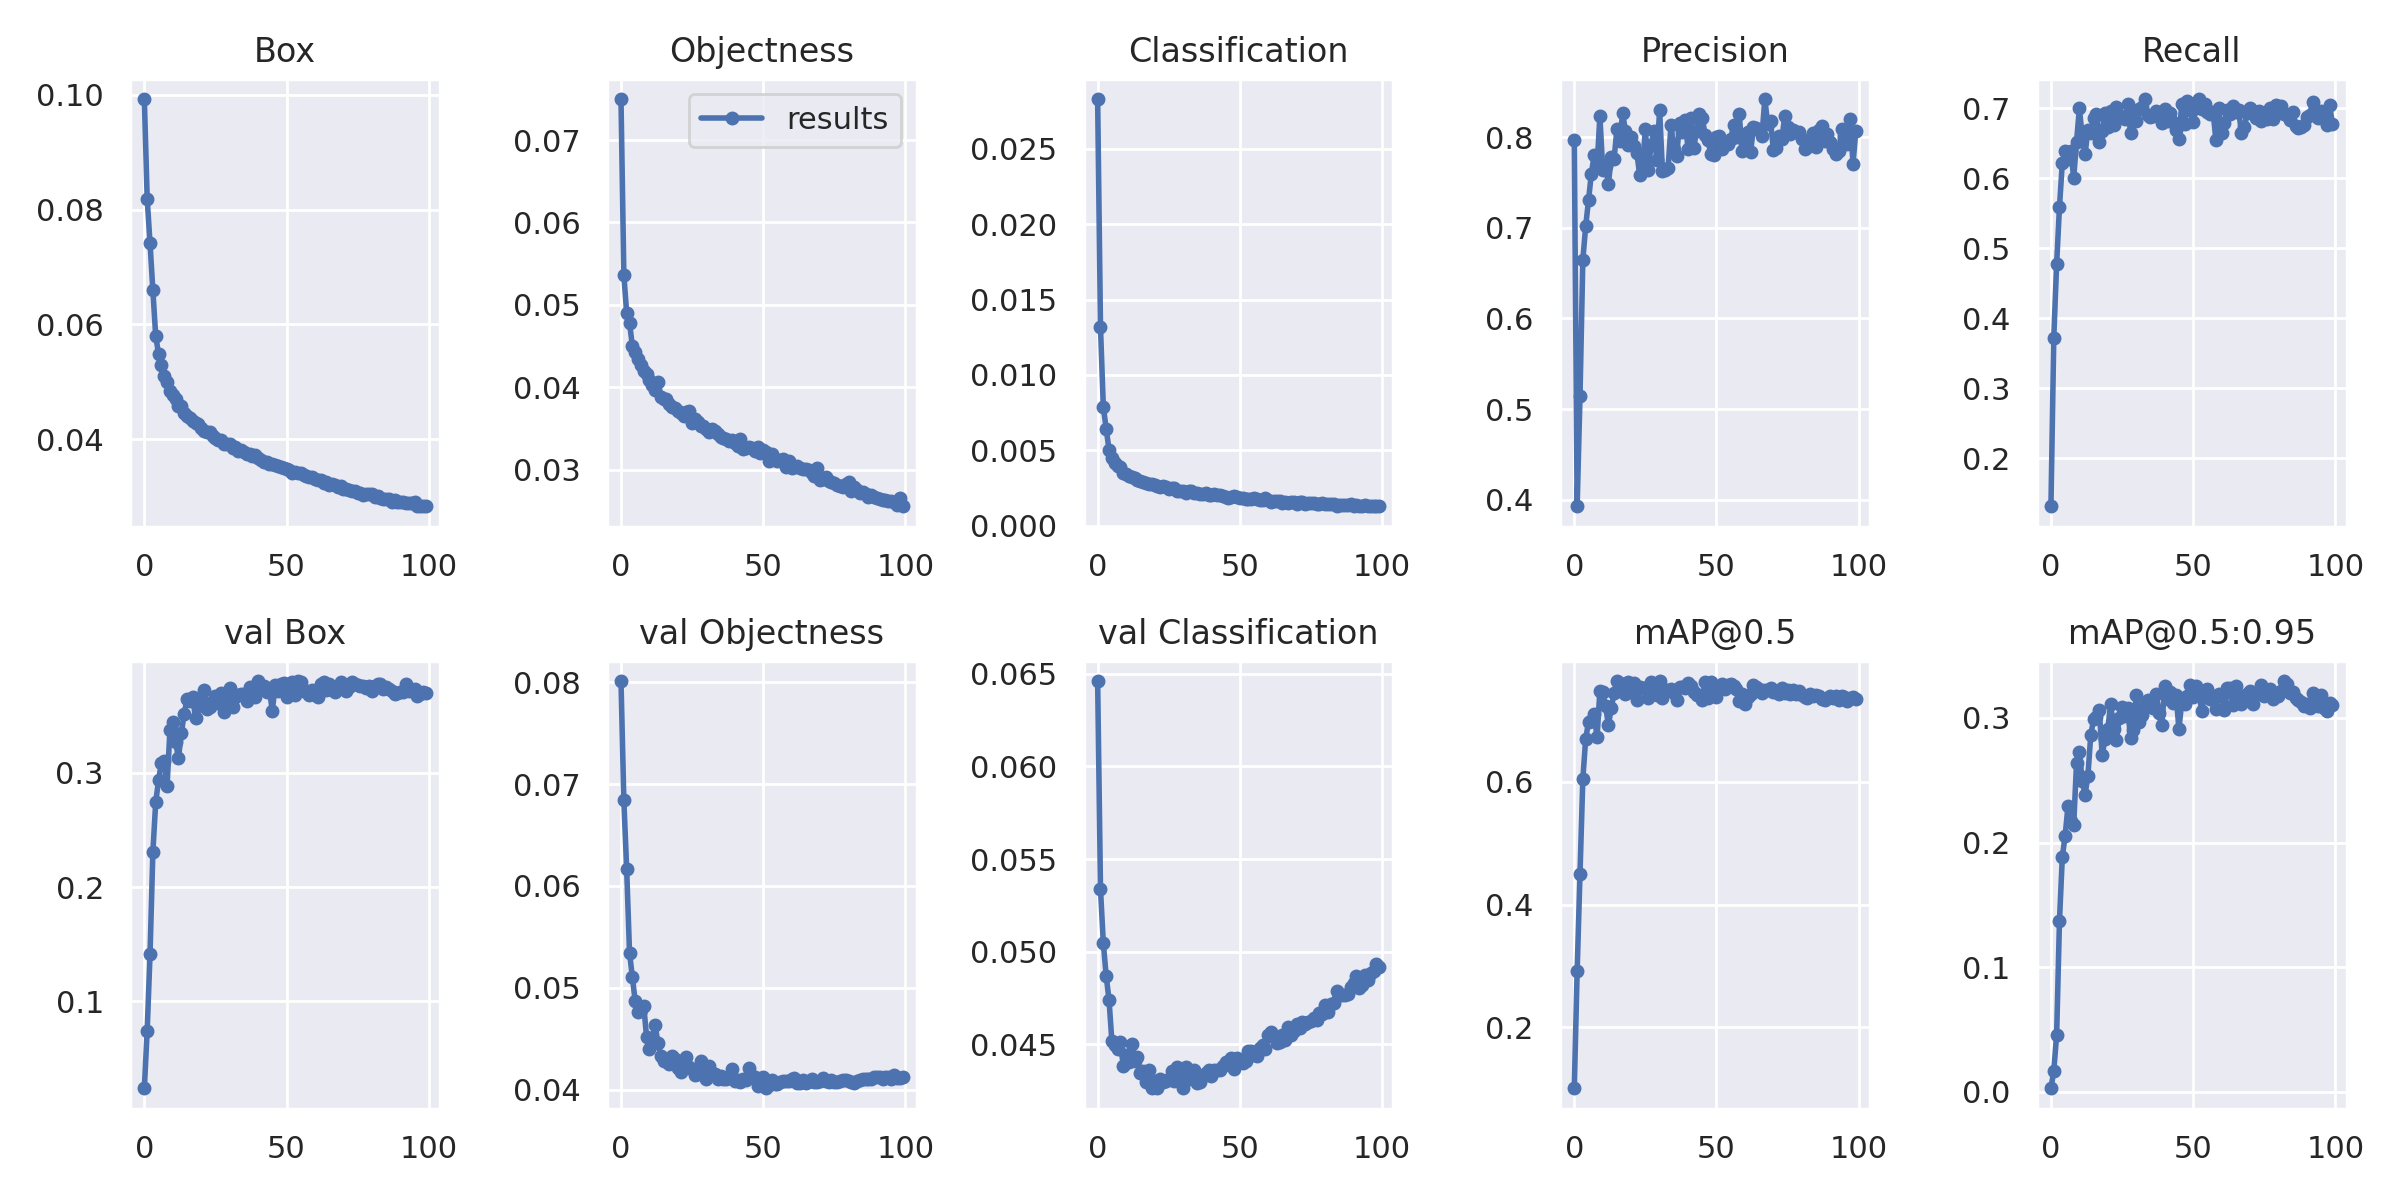 Box
Objectness
Classification
Precision
Recall
0.10
0.08
0.06
0.04
0 50 100
results
0.07
0.06
0.05
0.04
0.03
0 50 100
0.025
0.020
0.015
0.010
0.005
0.000
0 50 100
0.8
0.7
0.6
0.5
0.4
0 50 100
0.7
0.6
0.5
0.4
0.3
0.2
0 50 100
val Box
val Objectness
val Classification
mAP@0.5
mAP@0.5:0.95
0.3
0.2
0.1
0 50 100
0.08
0.07
0.06
0.05
0.04
0 50 100
0.065
0.060
0.055
0.050
0.045
0 50 100
0.6
0.4
0.2
0 50 100
0.3
0.2
0.1
0.0
0 50 100